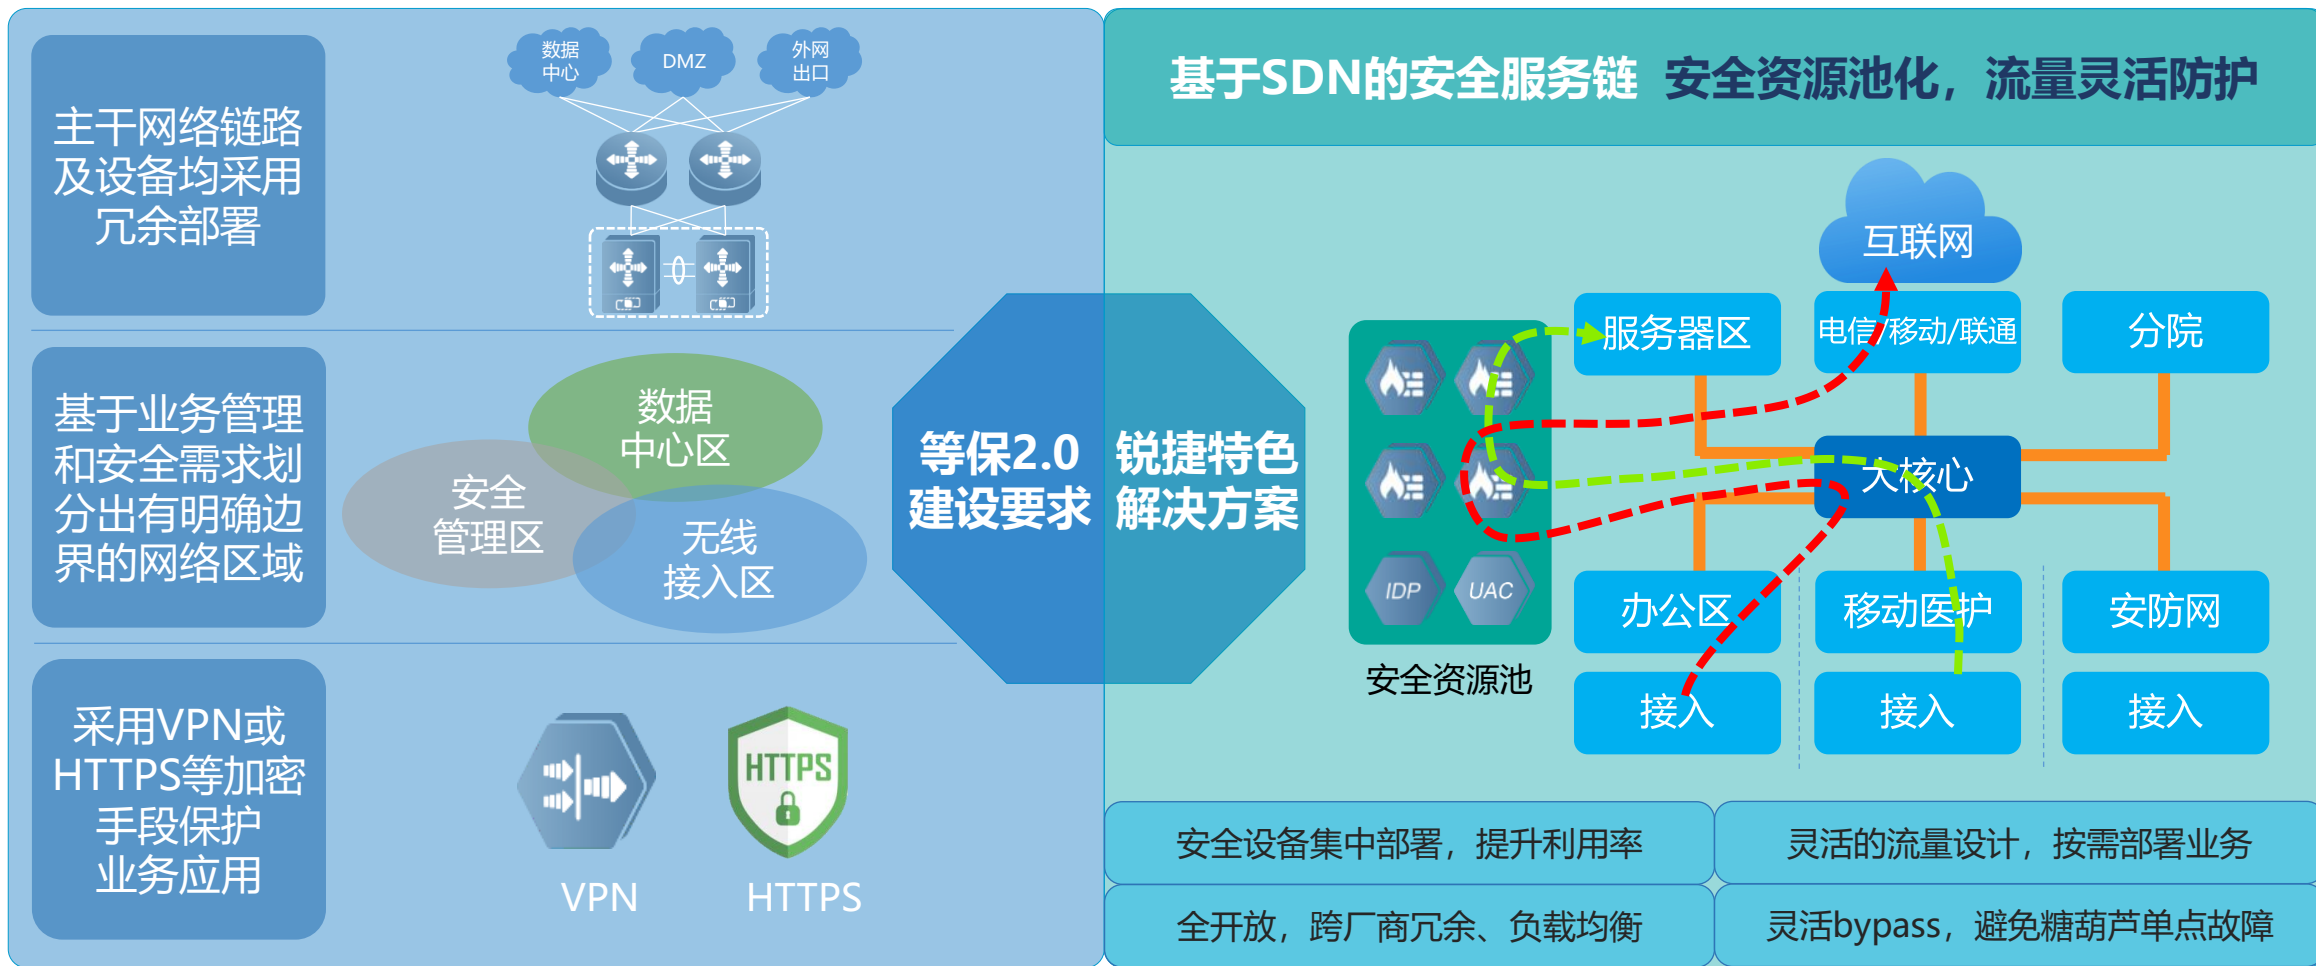 主干网络链路
及设备均采用
冗余部署
数据
中心
DMZ
外网
出口
基于业务管理
和安全需求划
分出有明确边
界的网络区域
数据
中心区
安全
管理区
无线
接入区
采用VPN或
HTTPS等加密
手段保护
业务应用
HTTPS
VPN
HTTPS
等保2.0
建设要求
锐捷特色
解决方案
基于SDN的安全服务链 安全资源池化，流量灵活防护
互联网
服务器区
电信/移动/联通
分院
大核心
IDP
UAC
安全资源池
办公区
移动医护
安防网
接入
接入
接入
安全设备集中部署，提升利用率
灵活的流量设计，按需部署业务
全开放，跨厂商冗余、负载均衡
灵活bypass，避免糖葫芦单点故障